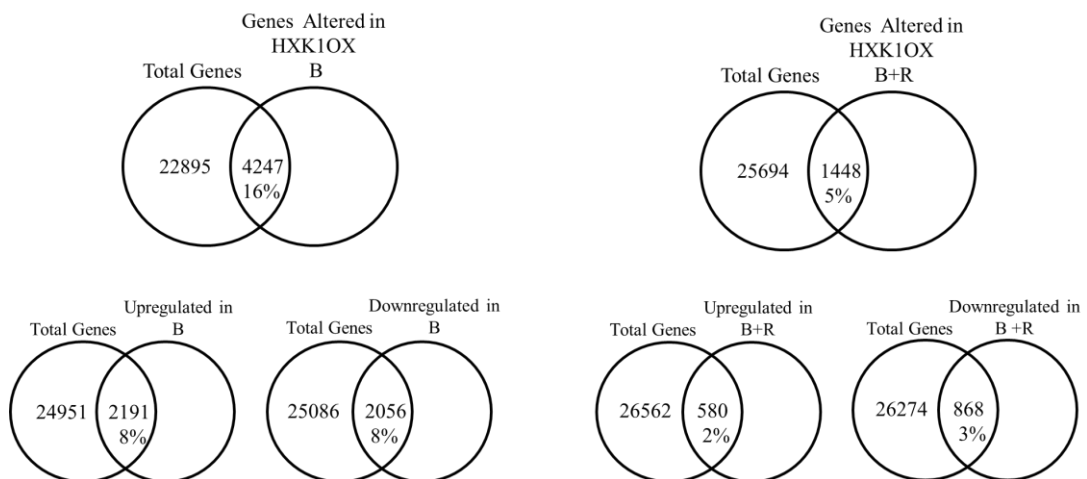 Genes Altered in
HXK1OX
Total Genes B
22895 4247
16%
Genes Altered in
HXK1OX
Total Genes B+R
25694 1448
5%
Upregulated in
Total Genes B
24951 2191
8%
Downregulated in
Total Genes B
25086 2056
8%
Upregulated in
Total Genes B+R
26562 580
2%
Downregulated in
Total Genes B +R
26274 868
3%